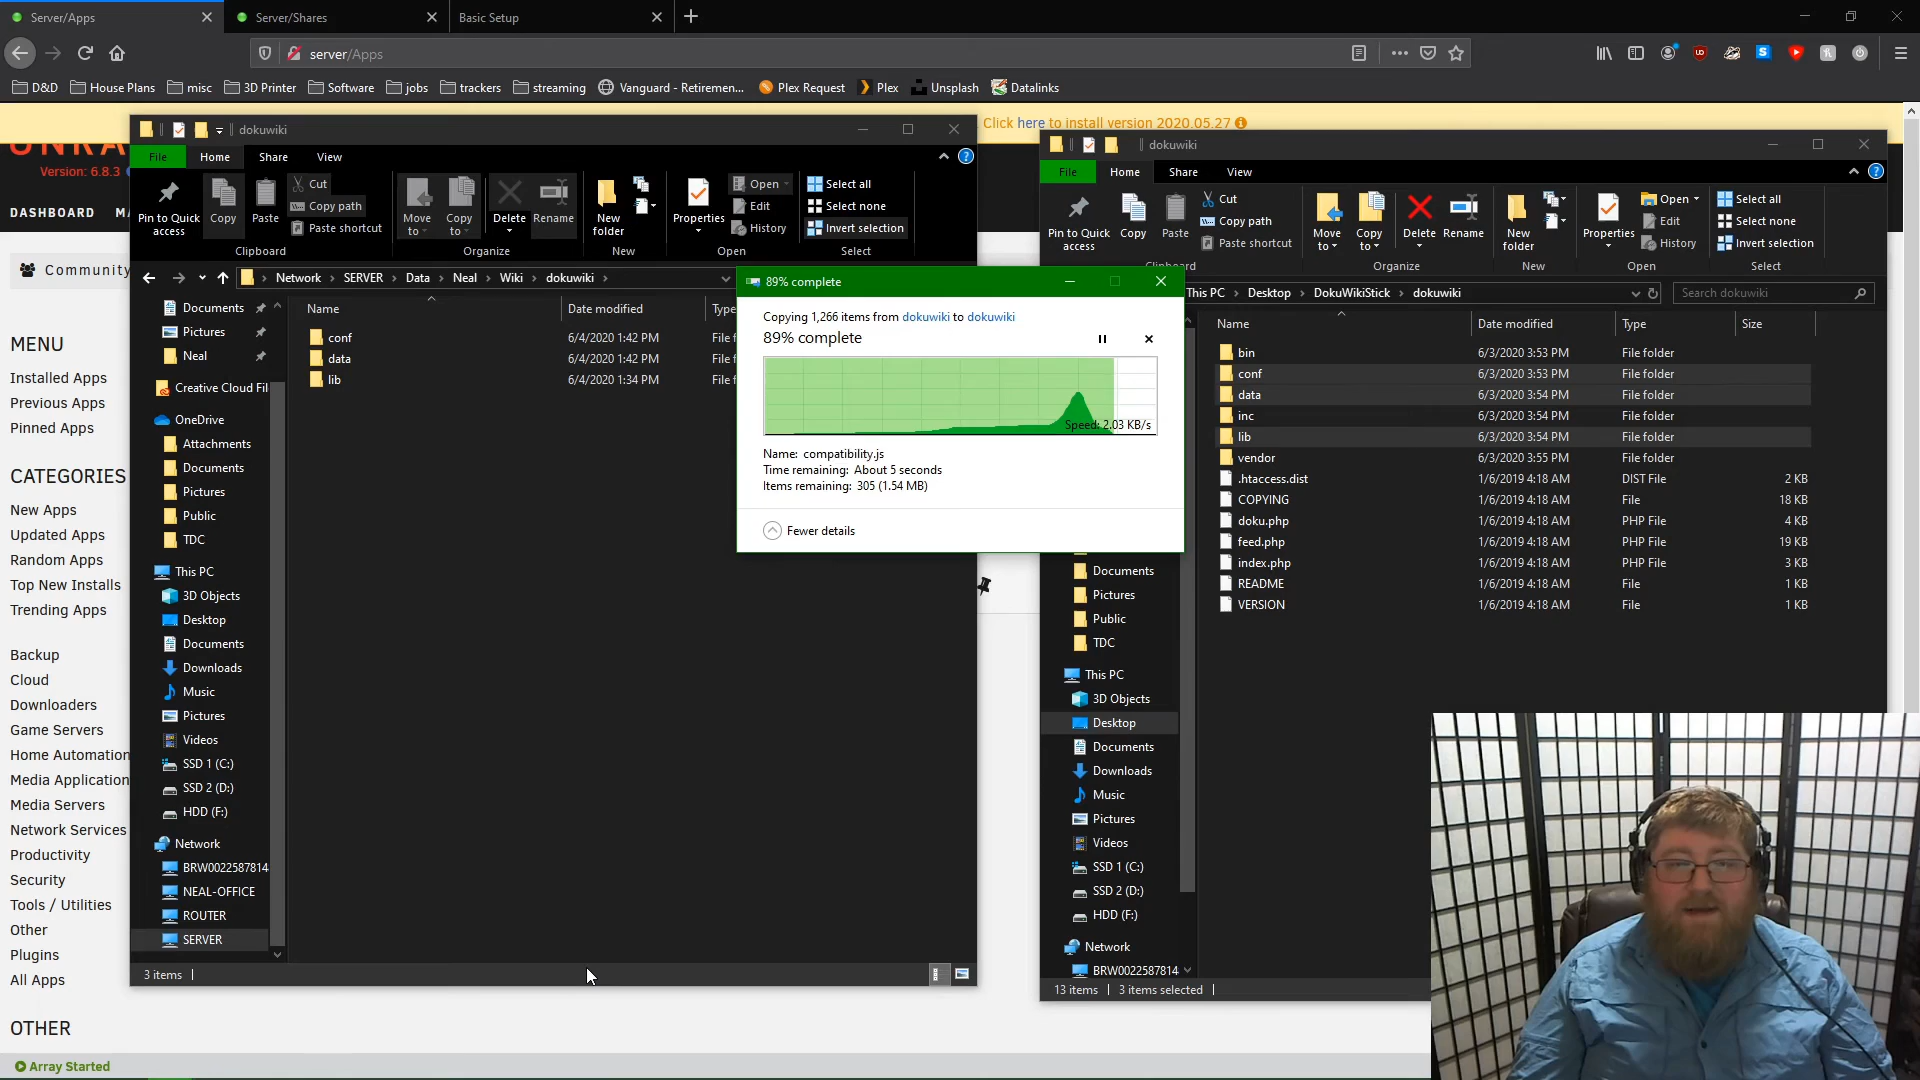 Server/Apps
Server/Shares
Basic Setup
server/Apps
D&D
House Plans
misc
3D Printer
Software
jobs
trackers
streaming
Vanguard - Retiremen...
Plex Request
Plex
Unsplash
Datalinks
Click here to install version 2020.05.27
Version: 6.8.3
DASHBOARD
Community
MENU
Installed Apps
Previous Apps
Pinned Apps
CATEGORIES
New Apps
Updated Apps
Random Apps
Top New Installs
Trending Apps
Backup
Cloud
Downloaders
Game Servers
Home Automation
Media Application
Media Servers
Network Services
Productivity
Security
Tools / Utilities
Other
Plugins
All Apps
OTHER
Array Started
dokuwiki
File
Home
Share
View
Pin to Quick access
Copy
Paste
Cut
Copy path
Paste shortcut
Clipboard
Move to
Copy to
Delete
Rename
Organize
New folder
New
Properties
Open
Edit
History
Open
Select all
Select none
Invert selection
Select
Network
SERVER
Data
Neal
Wiki
dokuwiki
Documents
Pictures
Neal
Creative Cloud Fil
OneDrive
Attachments
Documents
Pictures
Public
TDC
This PC
3D Objects
Desktop
Documents
Downloads
Music
Pictures
Videos
SSD 1 (C:)
SSD 2 (D:)
HDD (F:)
Network
BRW0022587814
NEAL-OFFICE
ROUTER
SERVER
Name
Date modified
Type
conf 6/4/2020 1:42 PM File f
data 6/4/2020 1:42 PM File f
lib 6/4/2020 1:34 PM File f
3 items
89% complete
Copying 1,266 items from dokuwiki to dokuwiki
89% complete
Speed: 2.03 KB/s
Name: compatibility.js
Time remaining: About 5 seconds
Items remaining: 305 (1.54 MB)
Fewer details
dokuwiki
File
Home
Share
View
Pin to Quick access
Copy
Paste
Cut
Copy path
Paste shortcut
Clipboard
Move to
Copy to
Delete
Rename
Organize
New folder
New
Properties
Open
Edit
History
Open
Select all
Select none
Invert selection
Select
This PC
Desktop
DokuWikiStick
dokuwiki
Search dokuwiki
Name
Date modified
Type
Size
bin 6/3/2020 3:53 PM File folder
conf 6/3/2020 3:53 PM File folder
data 6/3/2020 3:54 PM File folder
inc 6/3/2020 3:54 PM File folder
lib 6/3/2020 3:54 PM File folder
vendor 6/3/2020 3:55 PM File folder
.htaccess.dist 1/6/2019 4:18 AM DIST File 2 KB
COPYING 1/6/2019 4:18 AM File 18 KB
doku.php 1/6/2019 4:18 AM PHP File 4 KB
feed.php 1/6/2019 4:18 AM PHP File 19 KB
index.php 1/6/2019 4:18 AM PHP File 3 KB
README 1/6/2019 4:18 AM File 1 KB
VERSION 1/6/2019 4:18 AM File 1 KB
Documents
Pictures
Public
TDC
This PC
3D Objects
Desktop
Documents
Downloads
Music
Pictures
Videos
SSD 1 (C:)
SSD 2 (D:)
HDD (F:)
Network
BRW0022587814
13 items
3 items selected